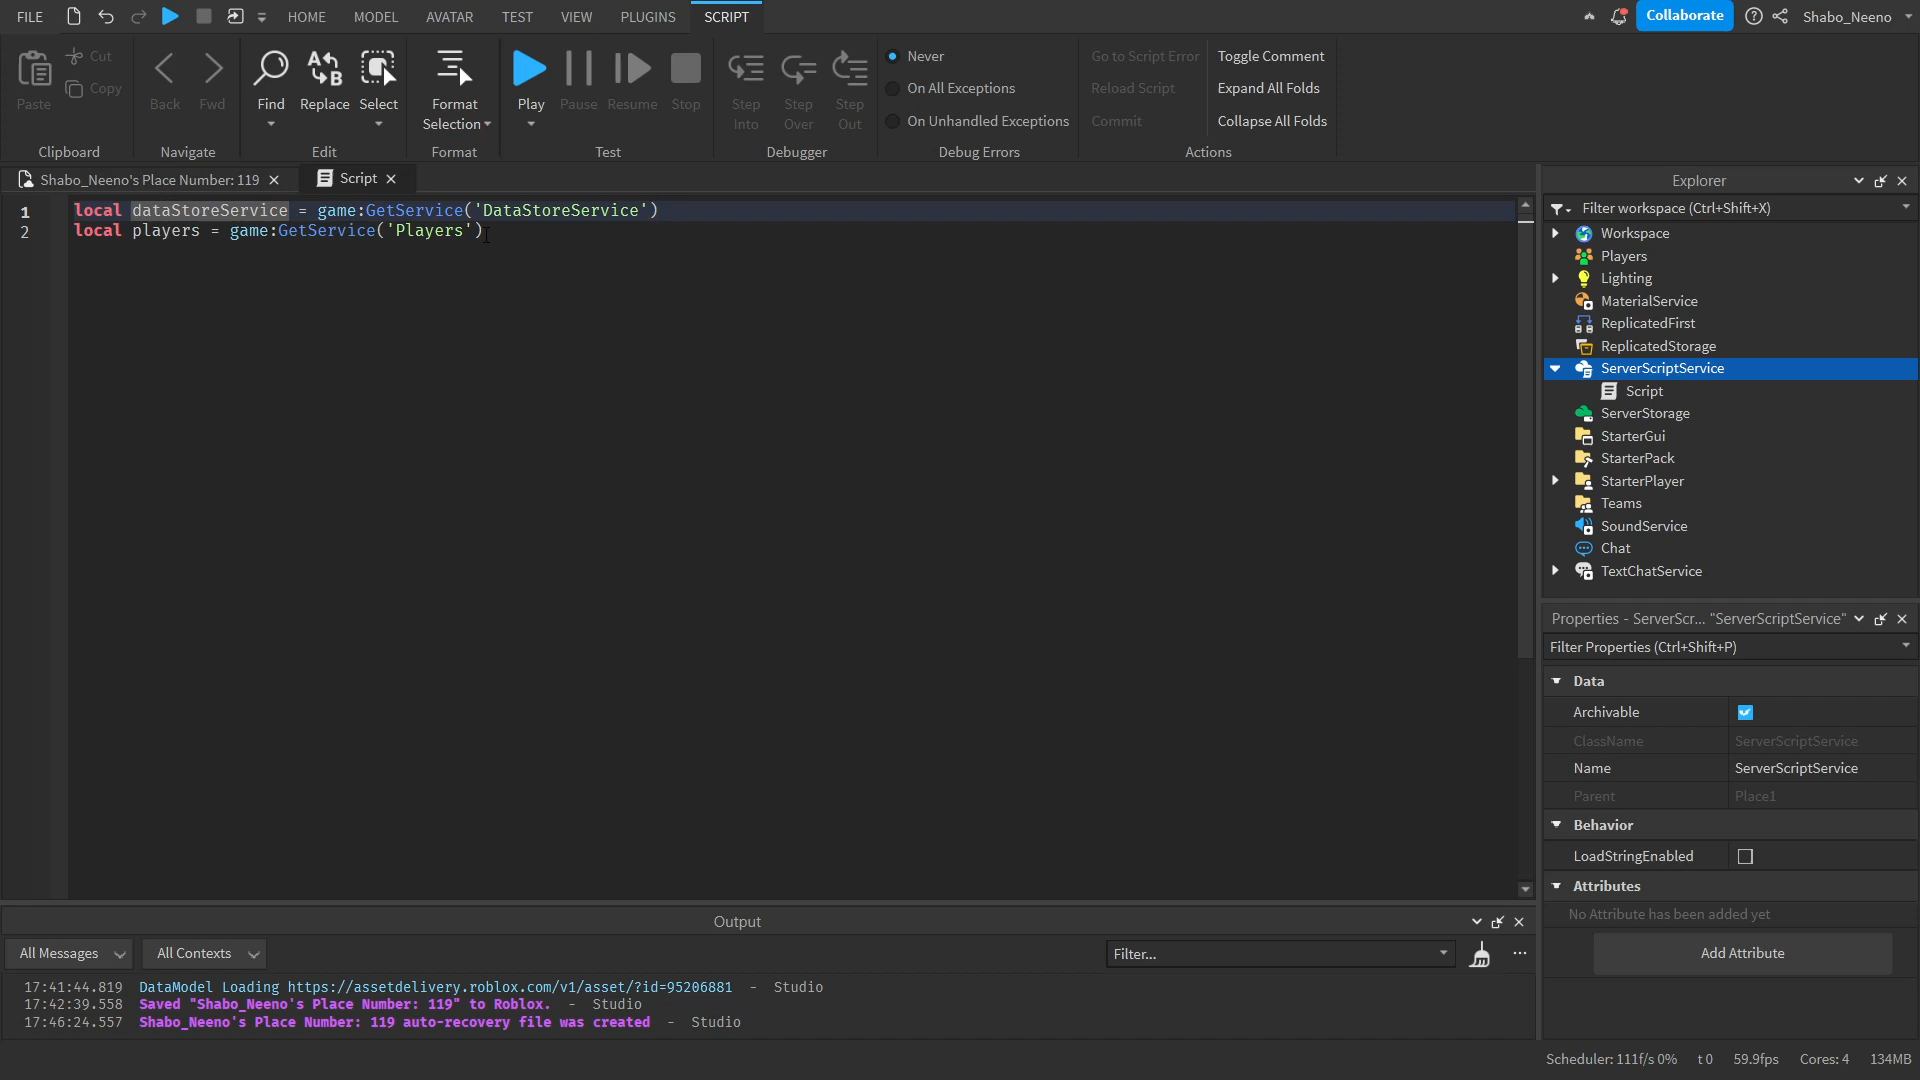 FILE HOME MODEL AVATAR TEST VIEW PLUGINS SCRIPT Collaborate Shabo_Neeno
Paste Cut Copy Back Fwd Find Replace Select Format Selection Play Pause Resume Stop Step Into Step Over Step Out
Never
On All Exceptions
On Unhandled Exceptions
Go to Script Error
Reload Script
Commit
Toggle Comment
Expand All Folds
Collapse All Folds
Clipboard Navigate Edit Format Test Debugger Debug Errors Actions
Shabo_Neeno's Place Number: 119 Script
1 local dataStoreService = game:GetService('DataStoreService')
2 local players = game:GetService('Players')
Explorer
Filter workspace (Ctrl+Shift+X)
Workspace
Players
Lighting
MaterialService
ReplicatedFirst
ReplicatedStorage
ServerScriptService
Script
ServerStorage
StarterGui
StarterPack
StarterPlayer
Teams
SoundService
Chat
TextChatService
Properties - ServerScr... "ServerScriptService"
Filter Properties (Ctrl+Shift+P)
Data
Archivable
ClassName ServerScriptService
Name ServerScriptService
Parent Place1
Behavior
LoadStringEnabled
Attributes
No Attribute has been added yet
Add Attribute
Output
All Messages All Contexts Filter...
17:41:44.819 DataModel Loading https://assetdelivery.roblox.com/v1/asset/?id=95206881 - Studio
17:42:39.558 Saved "Shabo_Neeno's Place Number: 119" to Roblox. - Studio
17:46:24.557 Shabo_Neeno's Place Number: 119 auto-recovery file was created - Studio
Scheduler: 111f/s 0% t 0 59.9fps Cores: 4 134MB